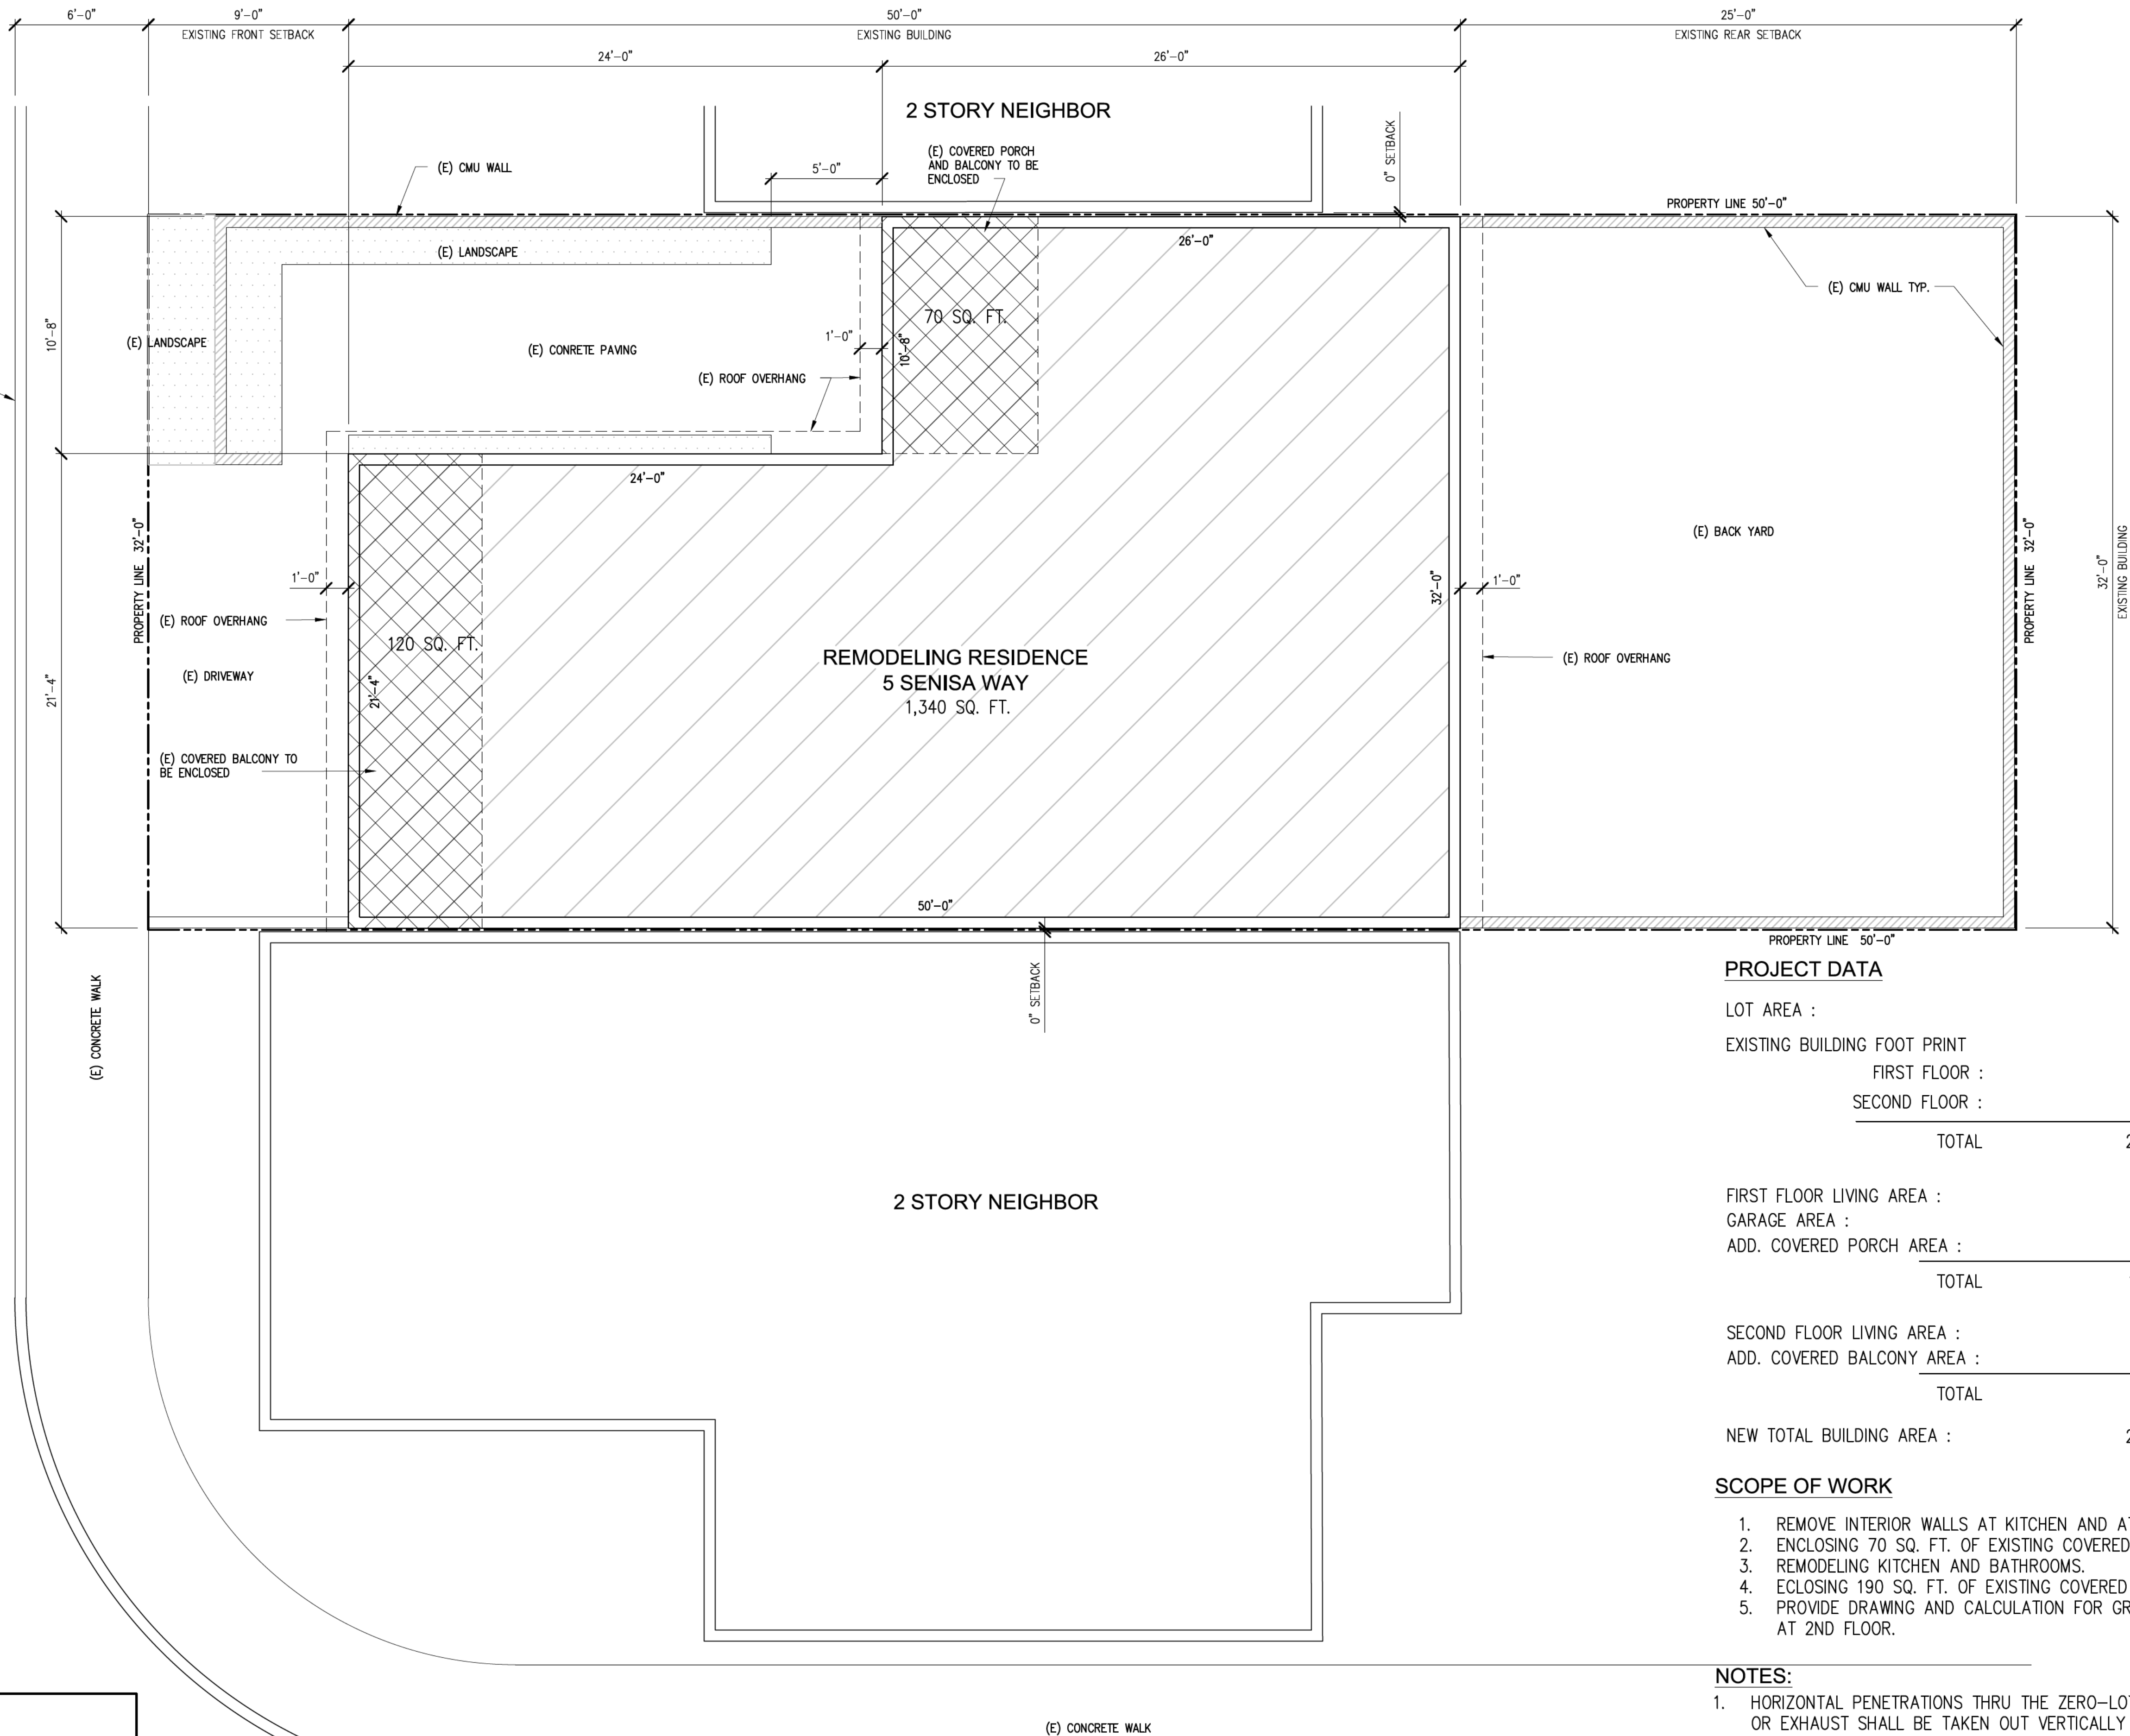 6'-0"
9'-0"
50'-0"
25'-0"
EXISTING FRONT SETBACK
EXISTING BUILDING
EXISTING REAR SETBACK
24'-0"
26'-0"
2 STORY NEIGHBOR
(E) COVERED PORCH
AND BALCONY TO BE
ENCLOSED
0" SETBACK
(E) CMU WALL
5'-0"
PROPERTY LINE 50'-0"
26'-0"
(E) LANDSCAPE
(E) CMU WALL TYP.
70 SQ. FT.
10'-8"
(E) LANDSCAPE
(E) CONRETE PAVING
1'-0"
10'-8"
(E) ROOF OVERHANG
24'-0"
PROPERTY LINE 32'-0"
(E) BACK YARD
PROPERTY LINE 32'-0"
32'-0"
EXISTING BUILDING
1'-0"
32'-0"
1'-0"
(E) ROOF OVERHANG
120 SQ. FT.
REMODELING RESIDENCE
5 SENISA WAY
1,340 SQ. FT.
(E) ROOF OVERHANG
(E) DRIVEWAY
21'-4"
21'-4"
(E) COVERED BALCONY TO
BE ENCLOSED
50'-0"
PROPERTY LINE 50'-0"
0" SETBACK
(E) CONCRETE WALK
2 STORY NEIGHBOR
PROJECT DATA
LOT AREA :
EXISTING BUILDING FOOT PRINT
FIRST FLOOR :
SECOND FLOOR :
TOTAL 2
FIRST FLOOR LIVING AREA :
GARAGE AREA :
ADD. COVERED PORCH AREA :
TOTAL
SECOND FLOOR LIVING AREA :
ADD. COVERED BALCONY AREA :
TOTAL
NEW TOTAL BUILDING AREA : 2
SCOPE OF WORK
1. REMOVE INTERIOR WALLS AT KITCHEN AND
2. ENCLOSING 70 SQ. FT. OF EXISTING COVERED
3. REMODELING KITCHEN AND BATHROOMS.
4. ECLOSING 190 SQ. FT. OF EXISTING COVERED
5. PROVIDE DRAWING AND CALCULATION FOR
AT 2ND FLOOR.
NOTES:
1. HORIZONTAL PENETRATIONS THRU THE
OR EXHAUST SHALL BE TAKEN OUT VERTICALLY
(E) CONCRETE WALK